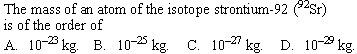 The mass of an atom of the isotope strontium-92 (⁹²Sr)
is of the order of
A. 10⁻²³ kg. B. 10⁻²⁵ kg. C. 10⁻²⁷ kg. D. 10⁻²⁹ kg.